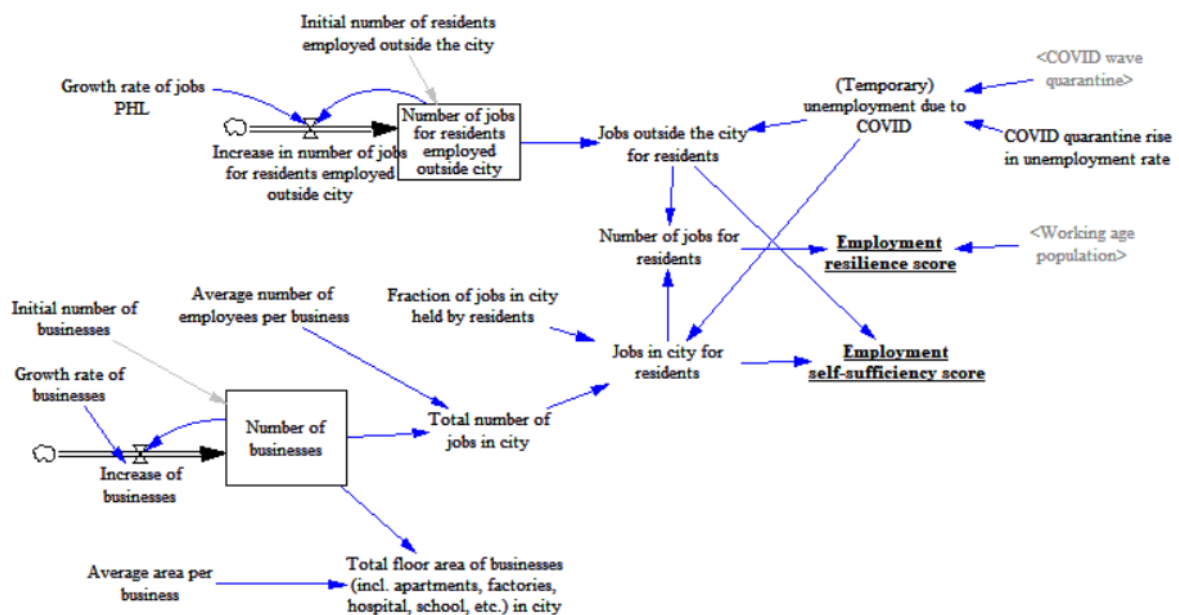 Initial number of residents
employed outside the city
Growth rate of jobs
PHL
Increase in number of jobs
for residents employed
outside city
Number of jobs
for residents
employed
outside city
Jobs outside the city
for residents
(Temporary)
unemployment due to
COVID
<COVID wave
quarantine>
COVID quarantine rise
in unemployment rate
Number of jobs for
residents
Employment
resilience score
<Working age
population>
Initial number of
businesses
Average number of
employees per business
Fraction of jobs in city
held by residents
Jobs in city for
residents
Employment
self-sufficiency score
Growth rate of
businesses
Number of
businesses
Total number of
jobs in city
Increase of
businesses
Average area per
business
Total floor area of businesses
(incl. apartments, factories,
hospital, school, etc.) in city